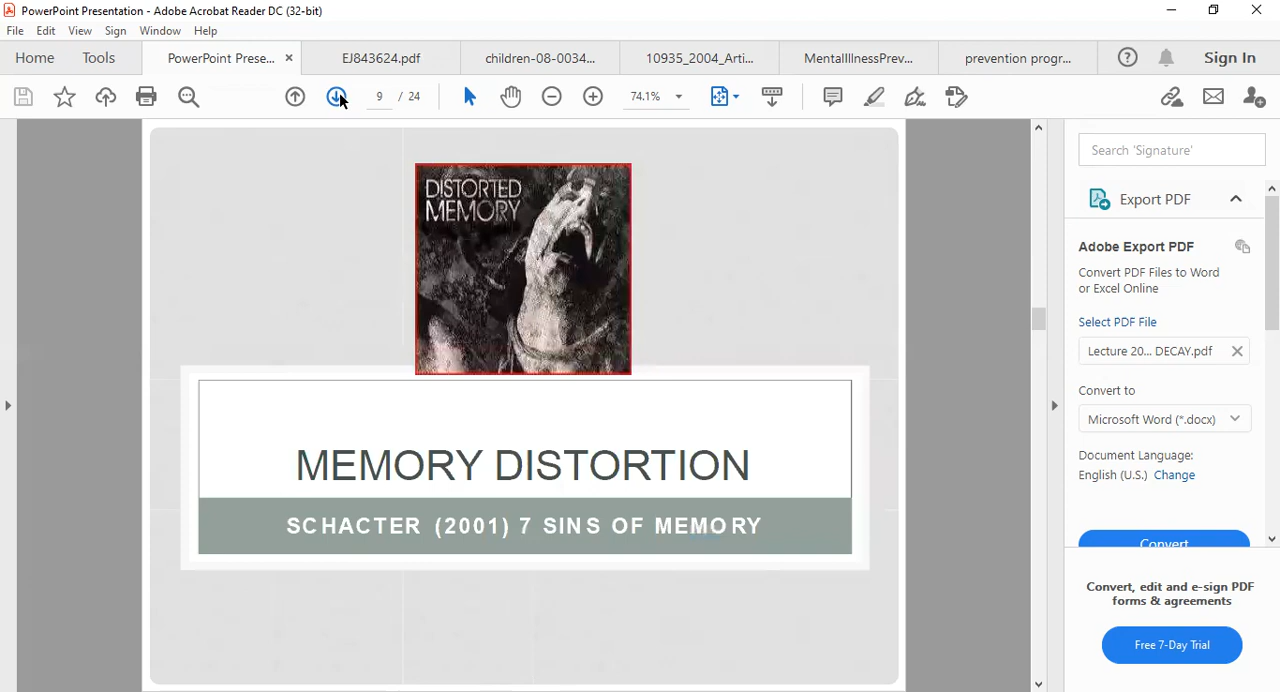 PowerPoint Presentation - Adobe Acrobat Reader DC (32-bit)
File Edit View Sign Window Help
Home Tools PowerPoint Prese... × EJ843624.pdf children-08-0034... 10935_2004_Arti... MentalIllnessPrev... prevention progr... Sign In
9 / 24 74.1%
Search 'Signature'
DISTORTED
MEMORY
Export PDF
Adobe Export PDF
Convert PDF Files to Word
or Excel Online
Select PDF File
Lecture 20... DECAY.pdf
Convert to
Microsoft Word (*.docx)
Document Language:
English (U.S.) Change
MEMORY DISTORTION
SCHACTER (2001) 7 SINS OF MEMORY
Convert
Convert, edit and e-sign PDF
forms & agreements
Free 7-Day Trial